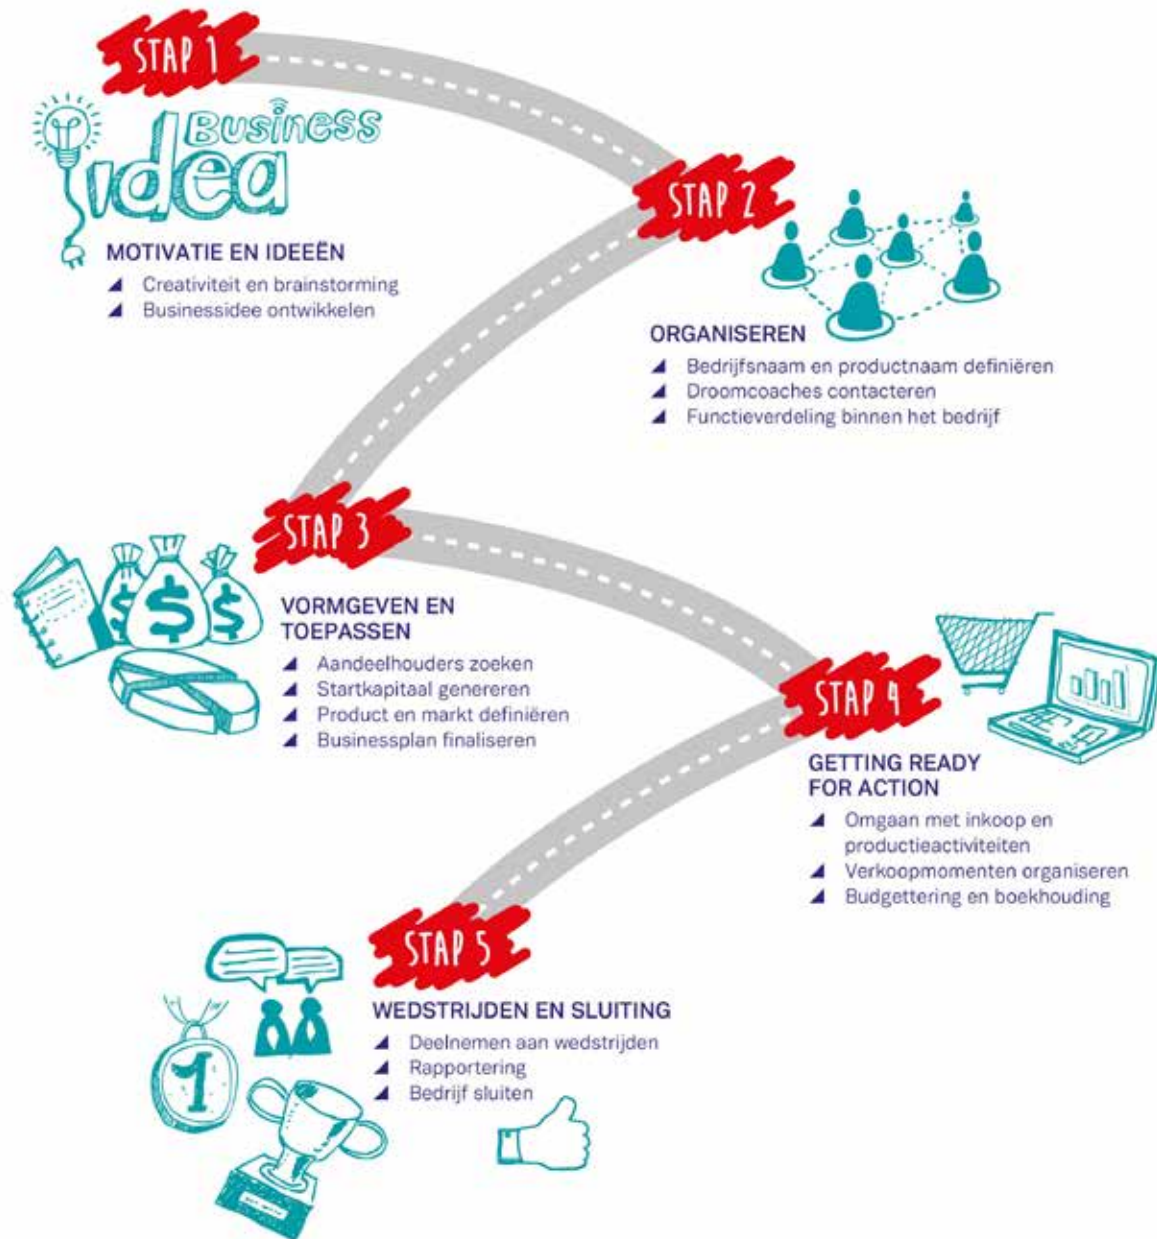 STAP 1
Business
idea
MOTIVATIE EN IDEEËN
Creativiteit en brainstorming
Businessidee ontwikkelen
STAP 2
ORGANISEREN
Bedrijfsnaam en productnaam definiëren
Droomcoaches contacteren
Functieverdeling binnen het bedrijf
STAP 3
$ $ $
VORMGEVEN EN
TOEPASSEN
Aandeelhouders zoeken
Startkapitaal genereren
Product en markt definiëren
Businessplan finaliseren
STAP 4
GETTING READY
FOR ACTION
Omgaan met inkoop en
productieactiviteiten
Verkoopmomenten organiseren
Budgettering en boekhouding
STAP 5
WEDSTRIJDEN EN SLUITING
Deelnemen aan wedstrijden
Rapportering
Bedrijf sluiten
1